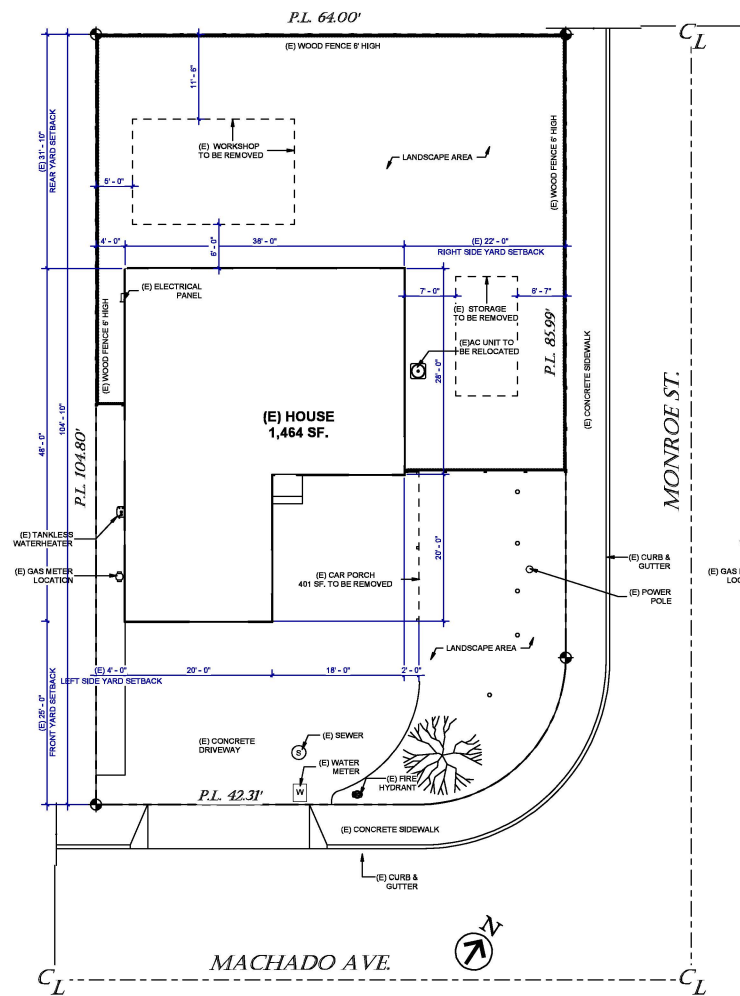 P.L. 64.00'
C
L
(E) WOOD FENCE 6' HIGH
11' - 6"
(E) 31' - 10"
REAR YARD SETBACK
(E) WORKSHOP
TO BE REMOVED
LANDSCAPE AREA
(E) WOOD FENCE 6' HIGH
5' - 0"
4' - 0"
6' - 0"
38' - 0"
(E) 22' - 0"
RIGHT SIDE YARD SETBACK
(E) ELECTRICAL
PANEL
7' - 0"
6' - 7"
(E) STORAGE
TO BE REMOVED
(E) WOOD FENCE 6' HIGH
(E)AC UNIT TO
BE RELOCATED
28' - 0"
P.L. 85.99'
(E) CONCRETE SIDEWALK
MONROE ST.
(E) HOUSE
1,464 SF.
48' - 0"
104' - 10"
P.L. 104.80'
(E) TANKLESS
WATERHEATER
(E) GAS METER
LOCATION
(E) CAR PORCH
401 SF. TO BE REMOVED
20' - 0"
(E) CURB &
GUTTER
(E) GAS
LOC
(E) POWER
POLE
LANDSCAPE AREA
(E) 4' - 0"
20' - 0"
18' - 0"
2' - 0"
LEFT SIDE YARD SETBACK
(E) 25' - 0"
FRONT YARD SETBACK
(E) CONCRETE
DRIVEWAY
(E) SEWER
S
(E) WATER
METER
W
(E) FIRE
HYDRANT
P.L. 42.31'
(E) CONCRETE SIDEWALK
(E) CURB &
GUTTER
N
MACHADO AVE.
C
L
C
L